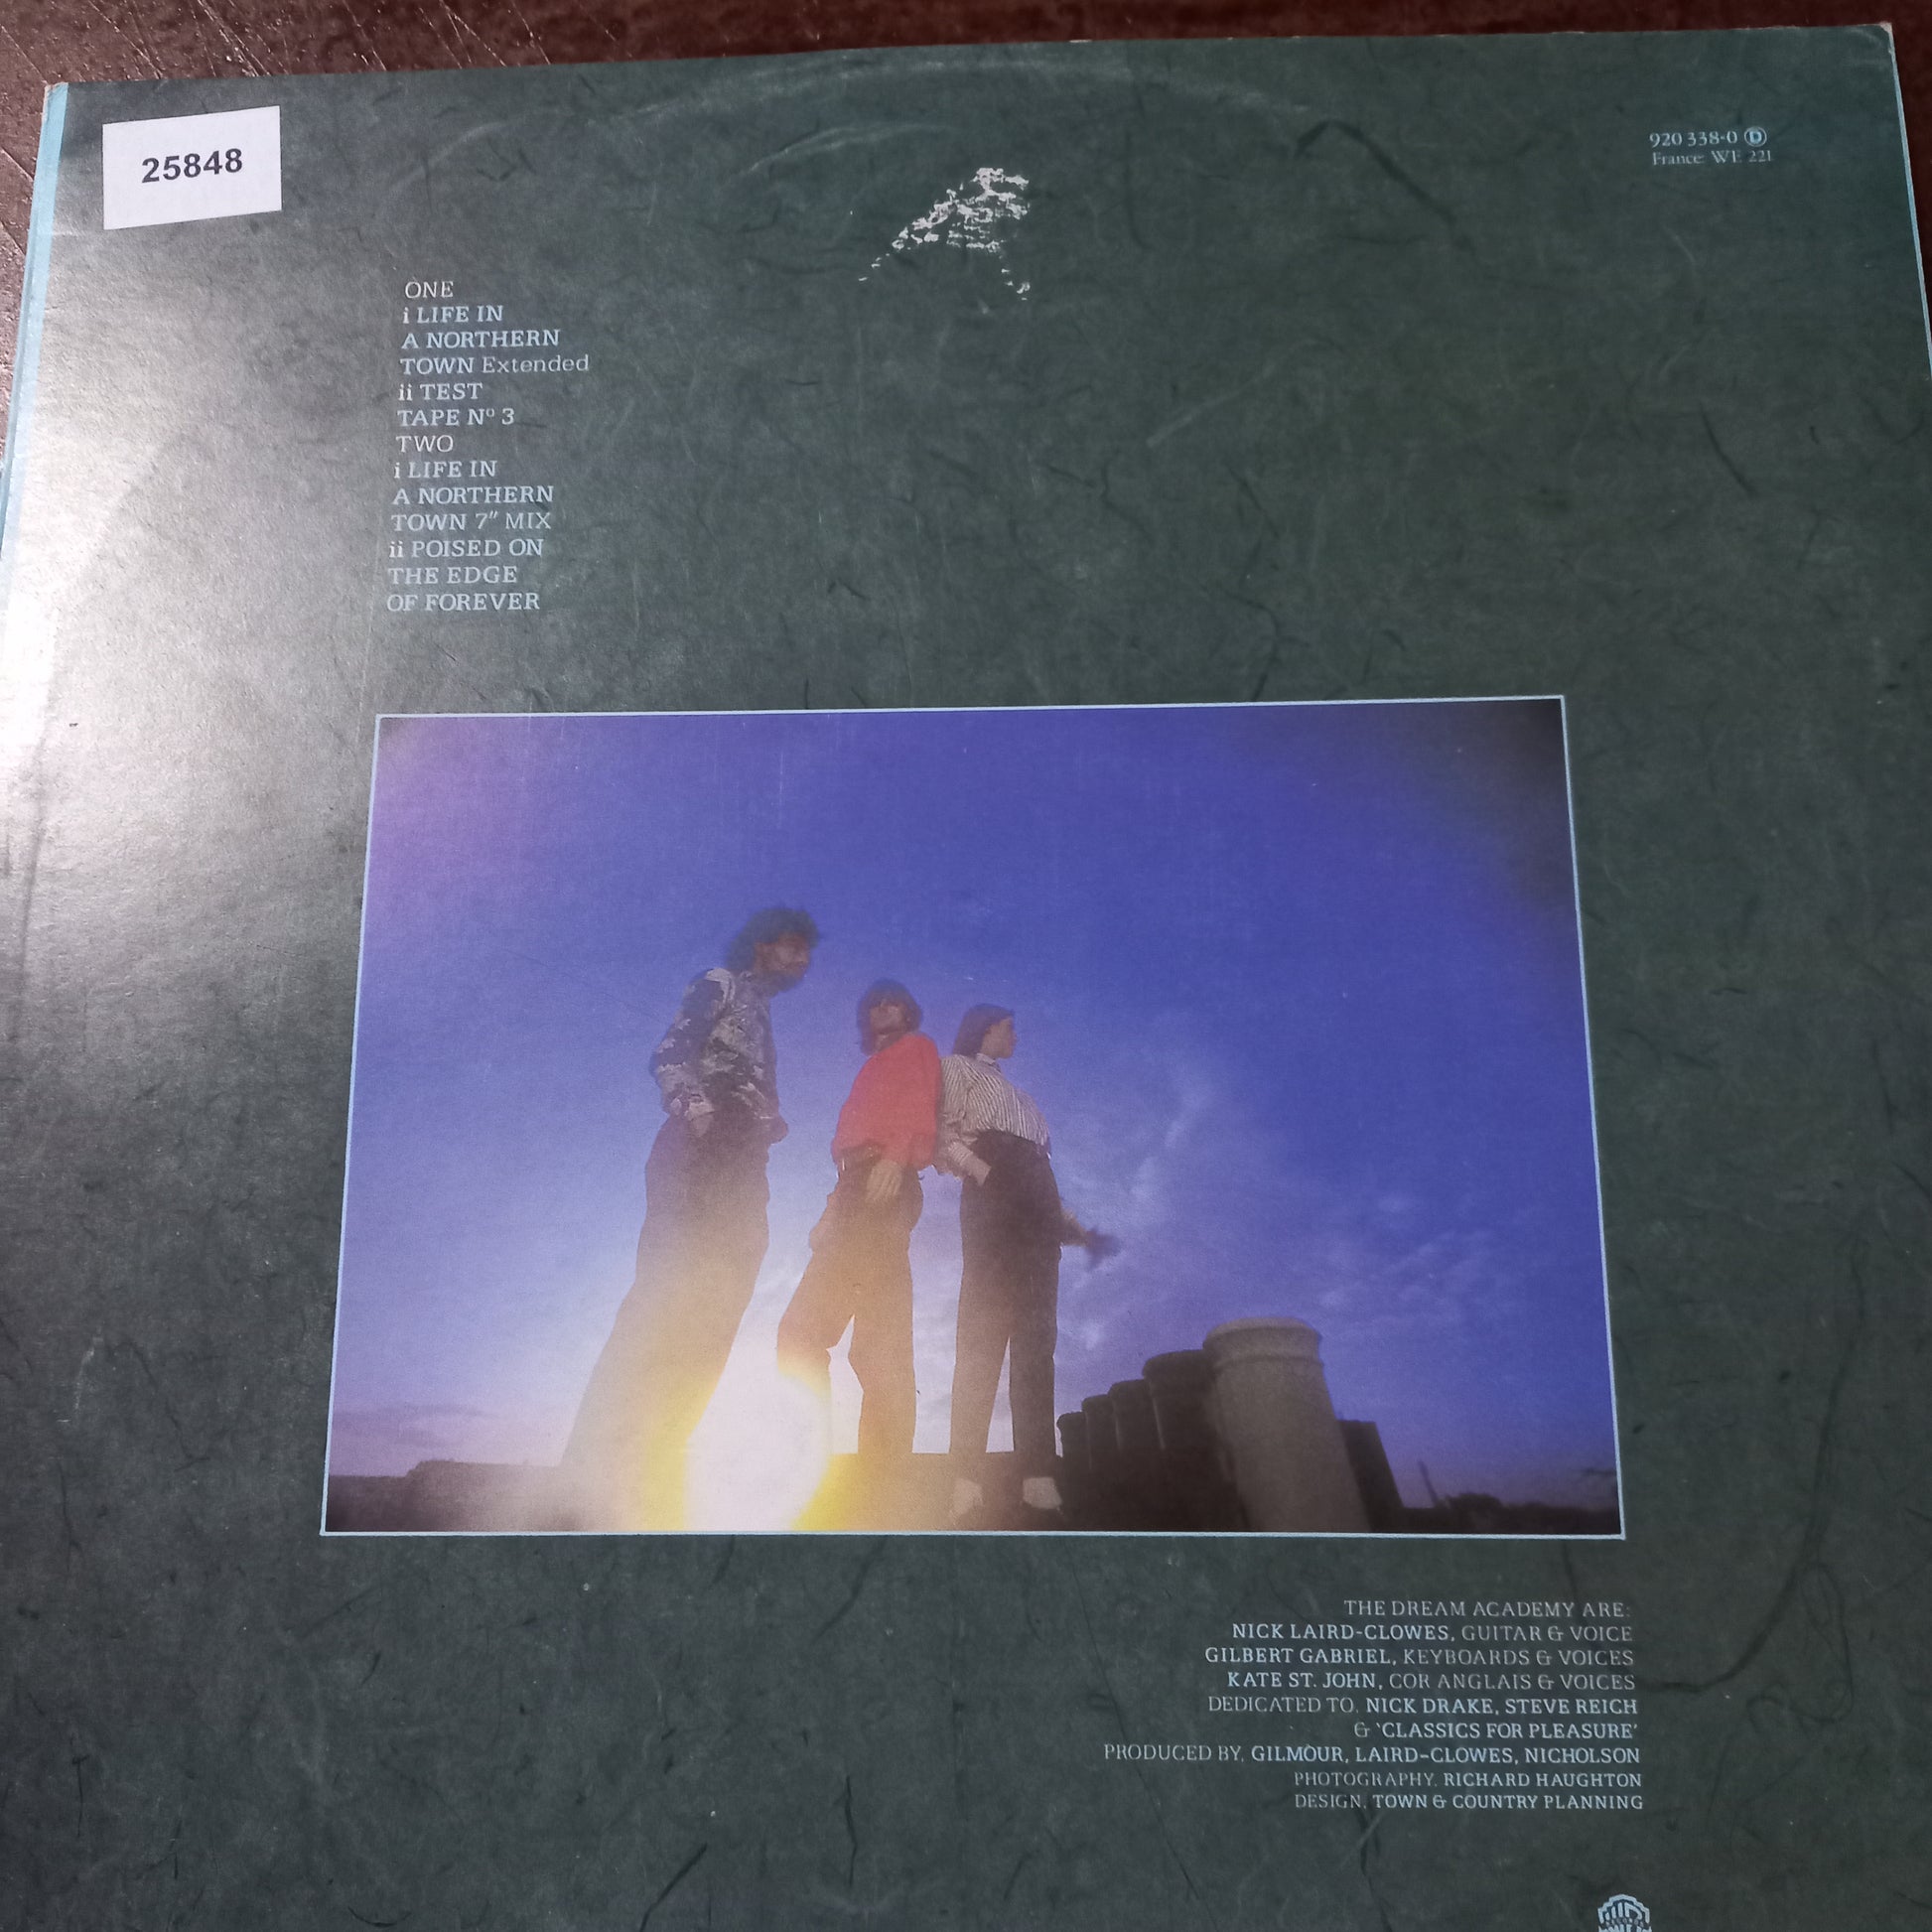 25848
920 338-0 D
France: WE 221
ONE
i LIFE IN
A NORTHERN
TOWN Extended
ii TEST
TAPE Nº 3
TWO
i LIFE IN
A NORTHERN
TOWN 7" MIX
ii POISED ON
THE EDGE
OF FOREVER
THE DREAM ACADEMY ARE:
NICK LAIRD-CLOWES, GUITAR & VOICE
GILBERT GABRIEL, KEYBOARDS & VOICES
KATE ST. JOHN, COR ANGLAIS & VOICES
DEDICATED TO. NICK DRAKE, STEVE REICH
& 'CLASSICS FOR PLEASURE'
PRODUCED BY. GILMOUR, LAIRD-CLOWES, NICHOLSON
PHOTOGRAPHY. RICHARD HAUGHTON
DESIGN. TOWN & COUNTRY PLANNING